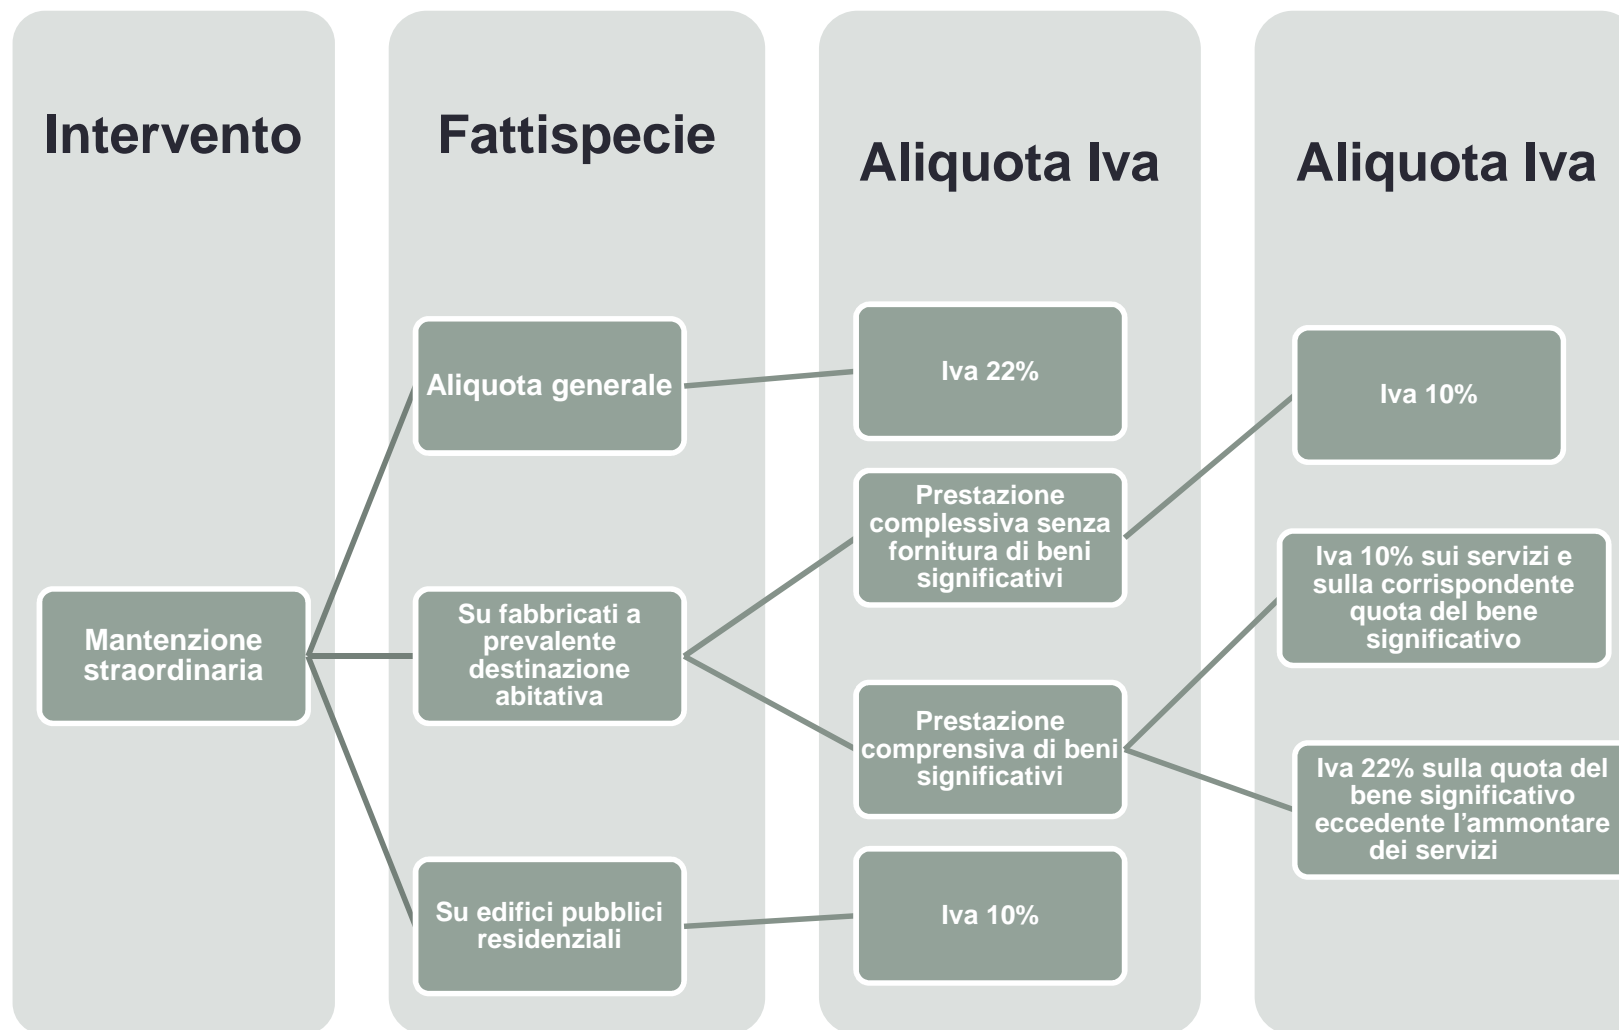 Intervento
Fattispecie
Aliquota Iva
Aliquota Iva
Mantenzione
straordinaria
Aliquota generale
Su fabbricati a
prevalente
destinazione
abitativa
Su edifici pubblici
residenziali
Iva 22%
Prestazione
complessiva senza
fornitura di beni
significativi
Prestazione
comprensiva di beni
significativi
Iva 10%
Iva 10%
Iva 10% sui servizi e
sulla corrispondente
quota del bene
significativo
Iva 22% sulla quota del
bene significativo
eccedente l’ammontare
dei servizi